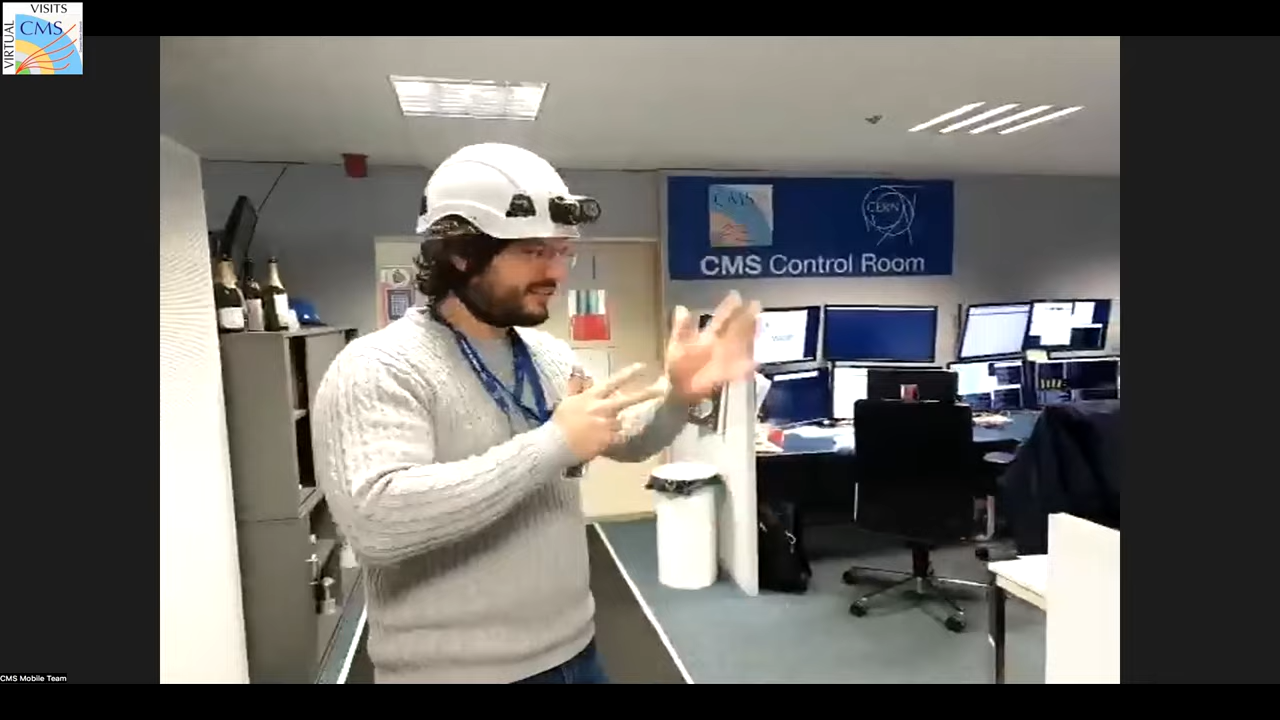 VISITS
VIRTUAL
CMS
CMS
CERN
CMS Control Room
CMS Mobile Team